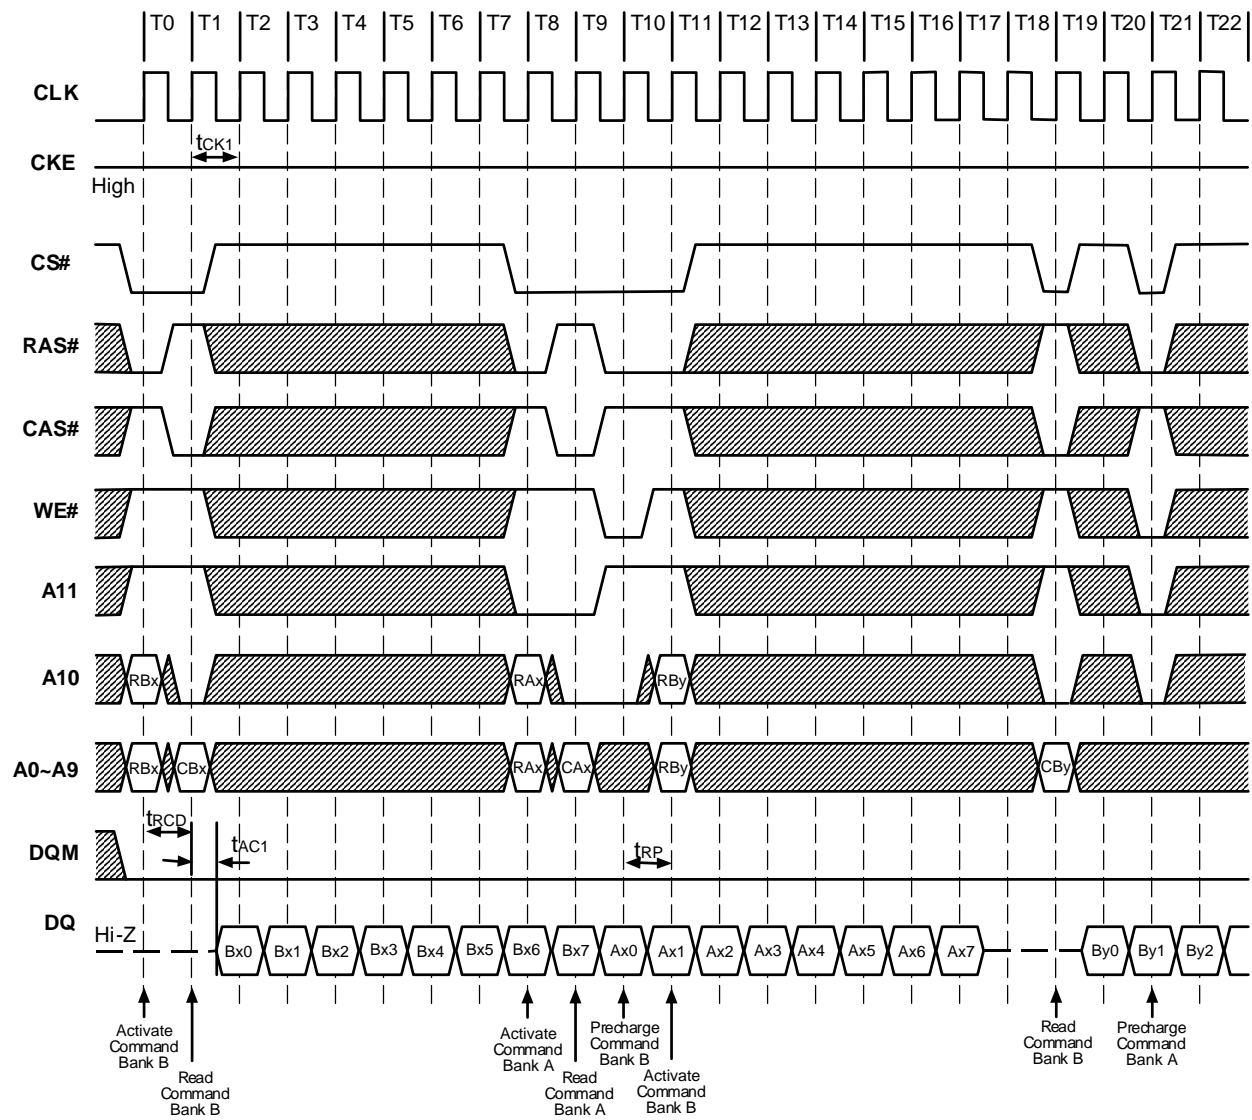 T0 T1 T2 T3 T4 T5 T6 T7 T8 T9 T10 T11 T12 T13 T14 T15 T16 T17 T18 T19 T20 T21 T22
CLK
tCK1
CKE
High
CS#
RAS#
CAS#
WE#
A11
A10
RBx RAx RBy
A0~A9
RBx CBx RAx CAx RBy CBy
tRCD
DQM
tAC1
tRP
DQ
Hi-Z
Bx0 Bx1 Bx2 Bx3 Bx4 Bx5 Bx6 Bx7 Ax0 Ax1 Ax2 Ax3 Ax4 Ax5 Ax6 Ax7 By0 By1 By2
Activate
Command
Bank B
Read
Command
Bank B
Activate
Command
Bank A
Read
Command
Bank A
Precharge
Command
Bank B
Activate
Command
Bank B
Read
Command
Bank B
Precharge
Command
Bank A